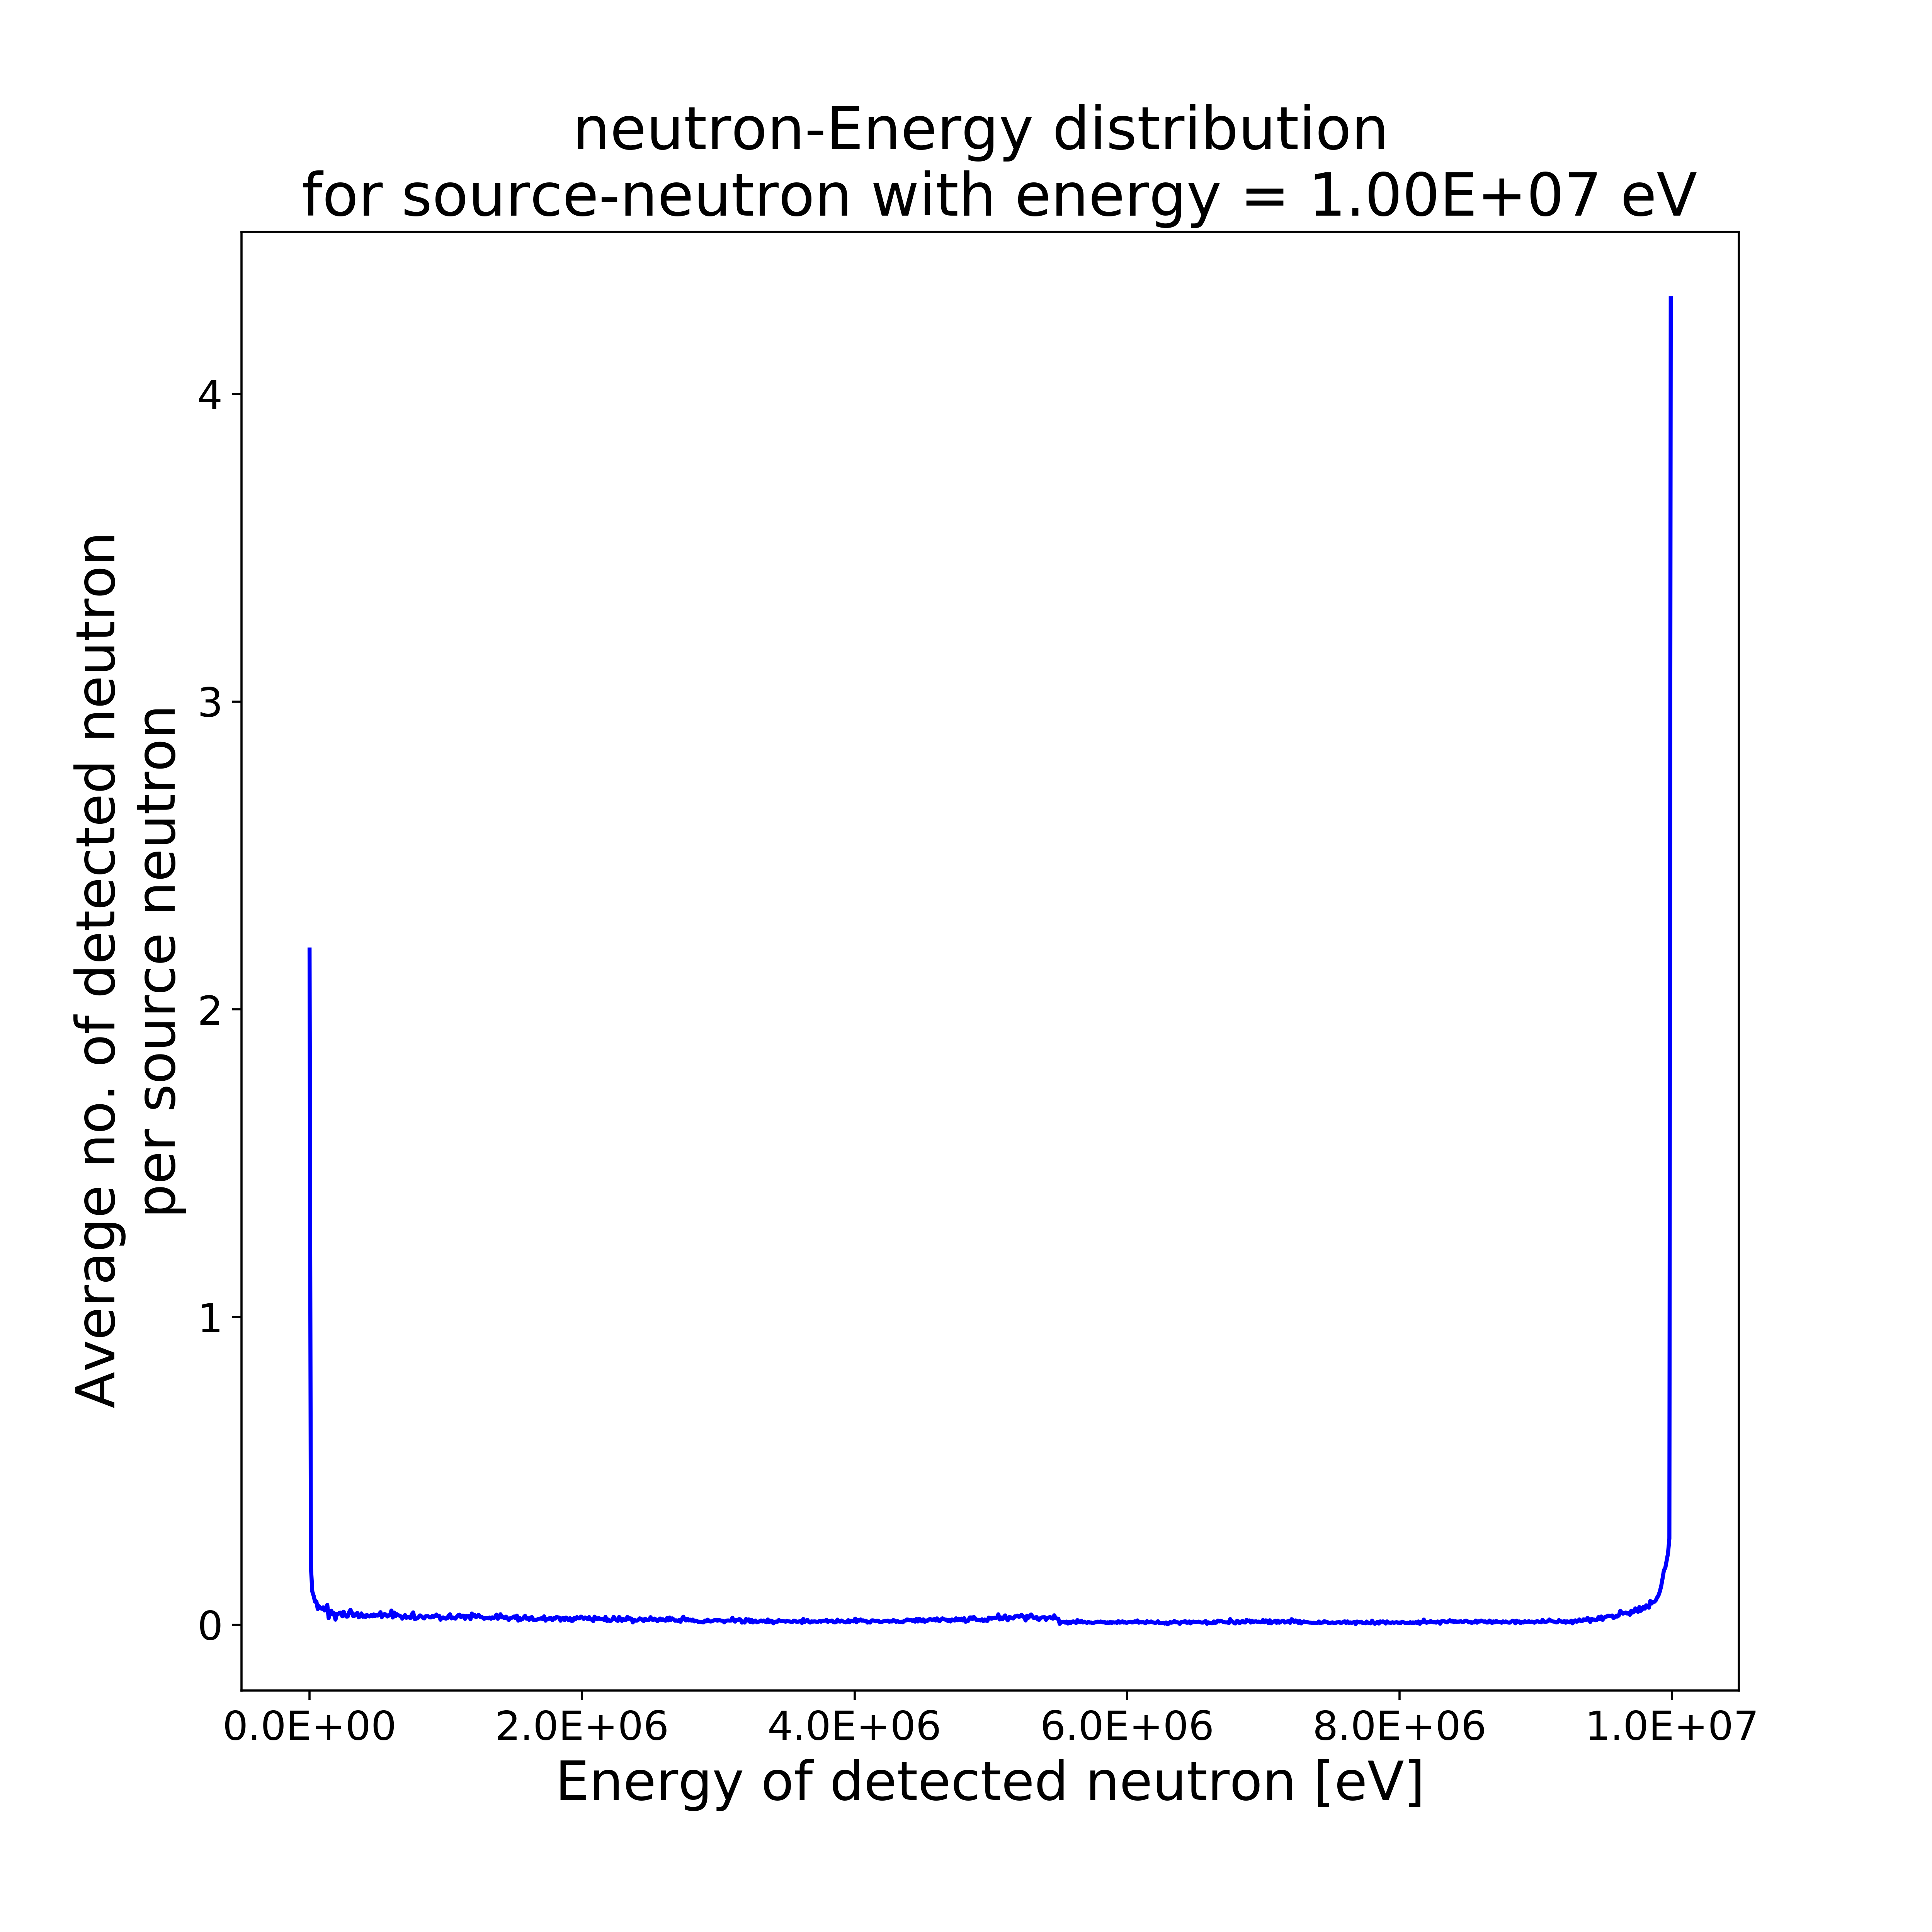 neutron-Energy distribution
for source-neutron with energy = 1.00E+07 eV
Average no. of detected neutron
per source neutron
4
3
2
1
0
0.0E+00 2.0E+06 4.0E+06 6.0E+06 8.0E+06 1.0E+07
Energy of detected neutron [eV]